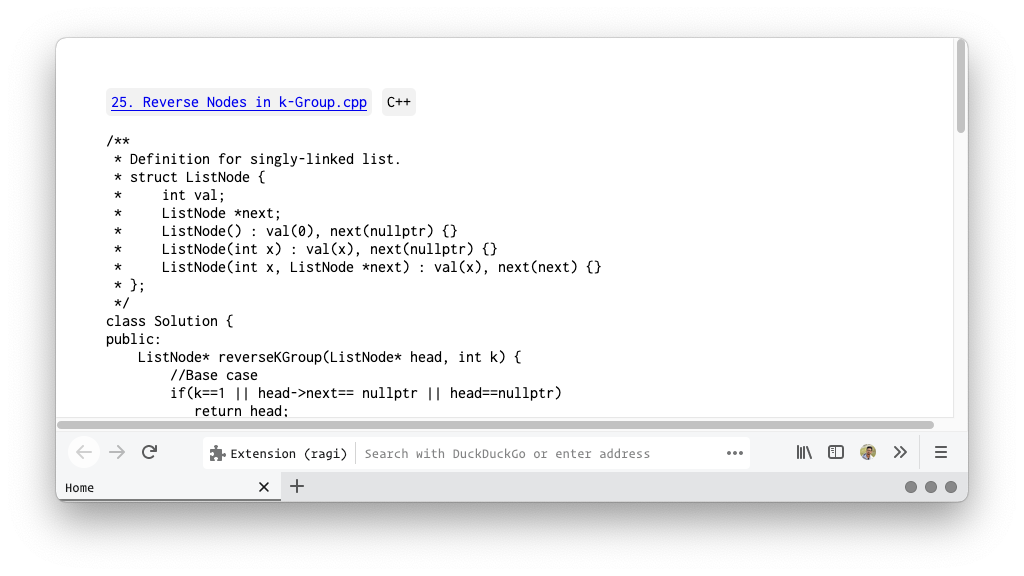 25. Reverse Nodes in k-Group.cpp C++
/**
 * Definition for singly-linked list.
 * struct ListNode {
 *     int val;
 *     ListNode *next;
 *     ListNode() : val(0), next(nullptr) {}
 *     ListNode(int x) : val(x), next(nullptr) {}
 *     ListNode(int x, ListNode *next) : val(x), next(next) {}
 * };
 */
class Solution {
public:
    ListNode* reverseKGroup(ListNode* head, int k) {
        //Base case
        if(k==1 || head->next== nullptr || head==nullptr)
           return head;
Extension (ragi) Search with DuckDuckGo or enter address
Home